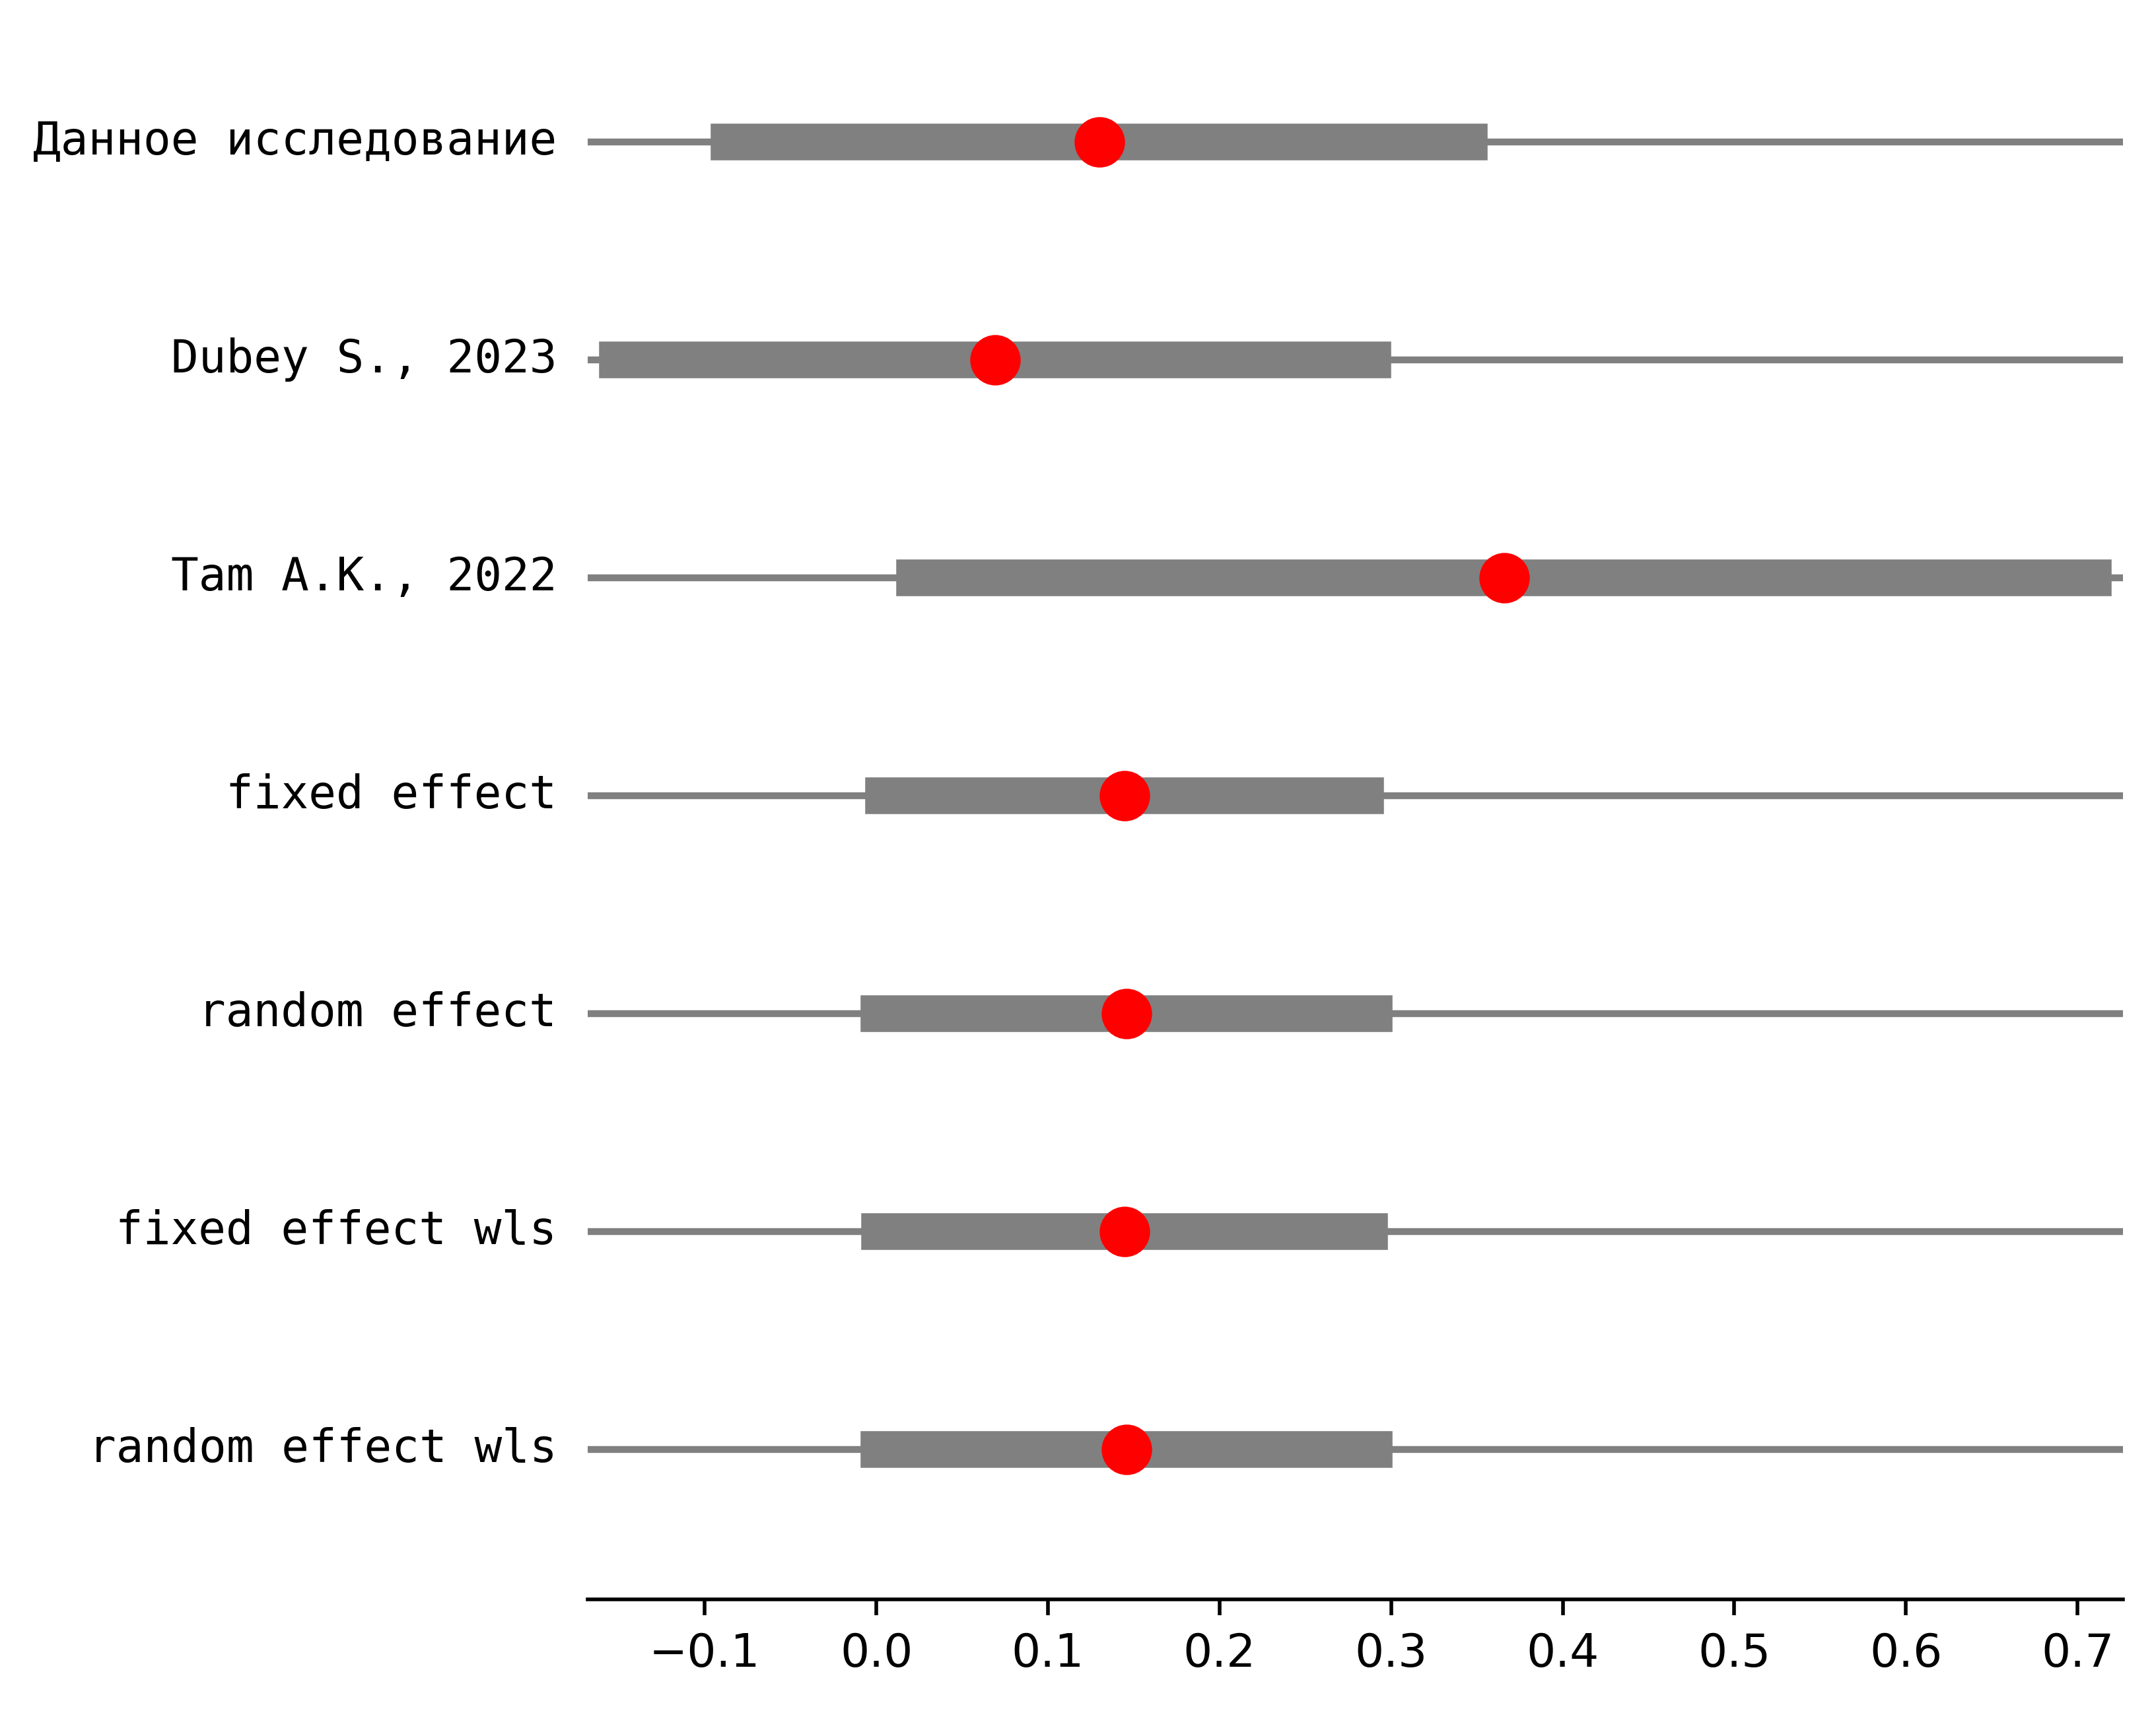 Данное исследование
Dubey S., 2023
Tam A.K., 2022
fixed effect
random effect
fixed effect wls
random effect wls
−0.1 0.0 0.1 0.2 0.3 0.4 0.5 0.6 0.7